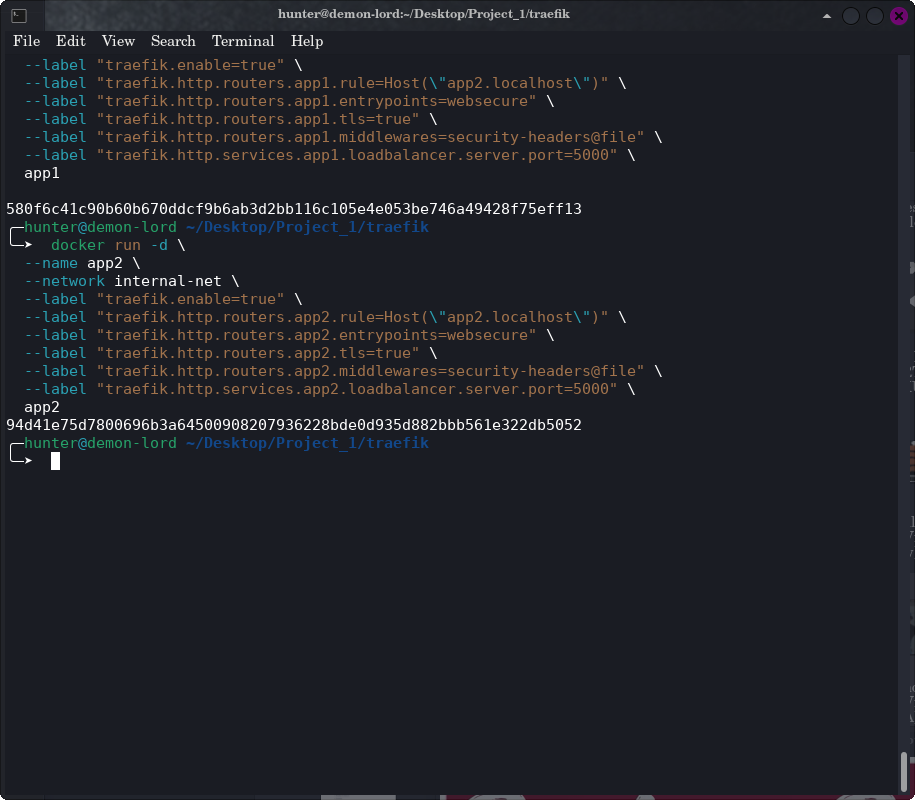 hunter@demon-lord:~/Desktop/Project_1/traefik
File Edit View Search Terminal Help
--label "traefik.enable=true" \
--label "traefik.http.routers.app1.rule=Host(\"app2.localhost\")" \
--label "traefik.http.routers.app1.entrypoints=websecure" \
--label "traefik.http.routers.app1.tls=true" \
--label "traefik.http.routers.app1.middlewares=security-headers@file" \
--label "traefik.http.services.app1.loadbalancer.server.port=5000" \
app1
580f6c41c90b60b670ddcf9b6ab3d2bb116c105e4e053be746a49428f75eff13
╭─hunter@demon-lord ~/Desktop/Project_1/traefik
╰─➤ docker run -d \
--name app2 \
--network internal-net \
--label "traefik.enable=true" \
--label "traefik.http.routers.app2.rule=Host(\"app2.localhost\")" \
--label "traefik.http.routers.app2.entrypoints=websecure" \
--label "traefik.http.routers.app2.tls=true" \
--label "traefik.http.routers.app2.middlewares=security-headers@file" \
--label "traefik.http.services.app2.loadbalancer.server.port=5000" \
app2
94d41e75d7800696b3a64500908207936228bde0d935d882bbb561e322db5052
╭─hunter@demon-lord ~/Desktop/Project_1/traefik
╰─➤